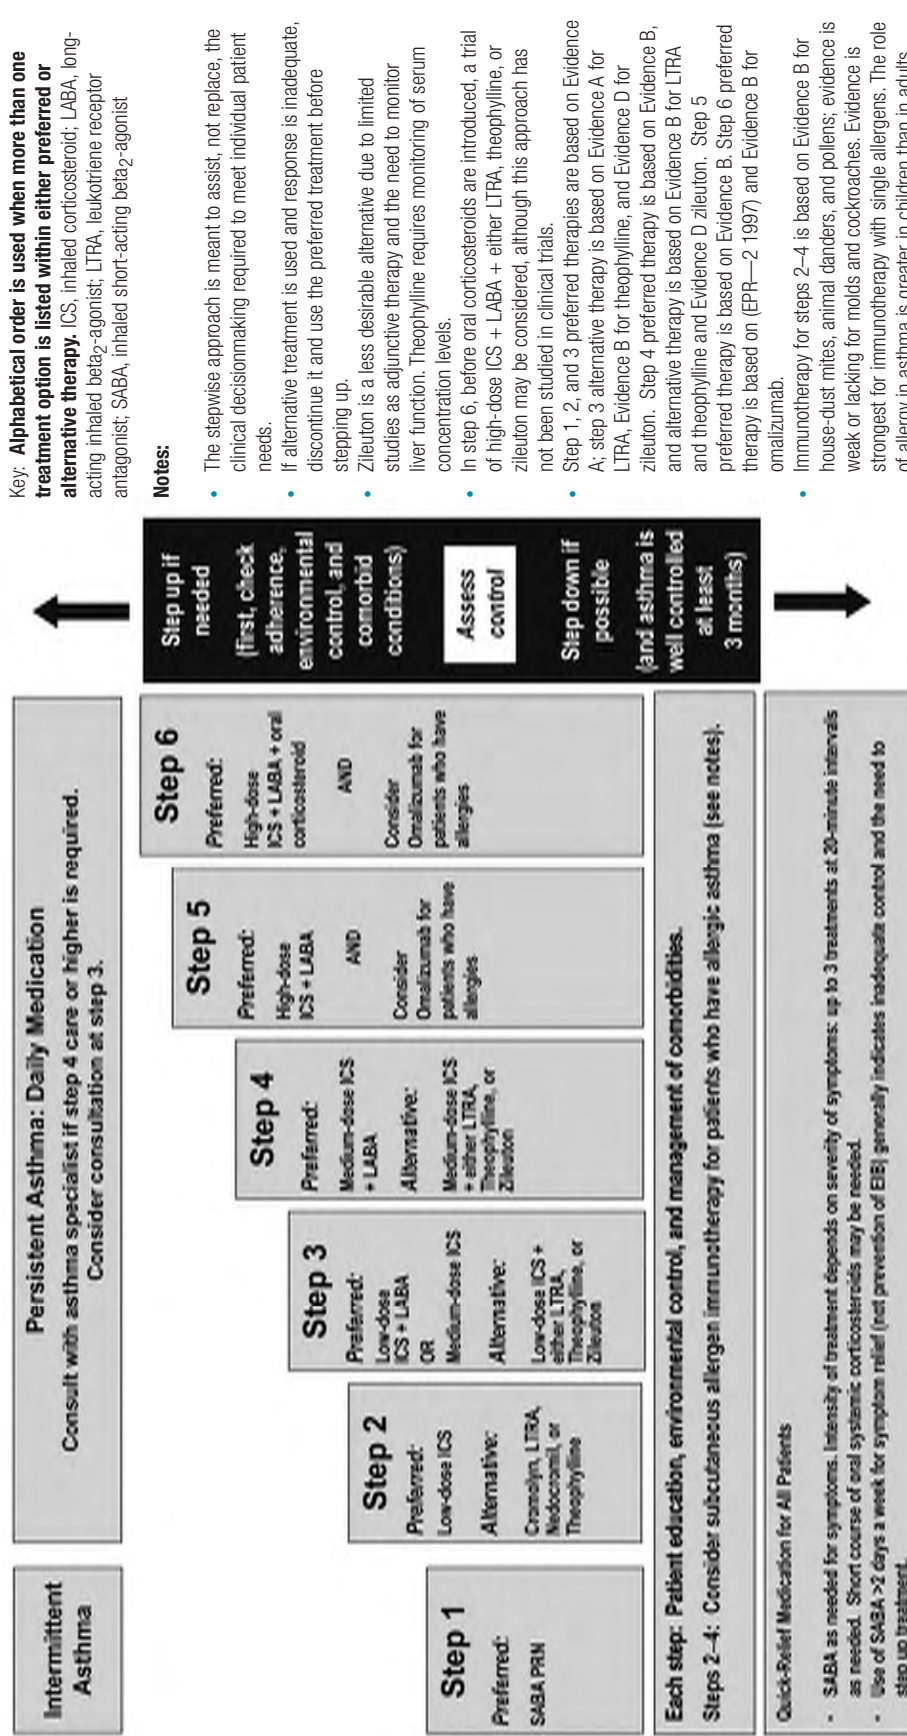 Intermittent
Asthma
Persistent Asthma: Daily Medication
Consult with asthma specialist if step 4 care or higher is required.
Consider consultation at step 3.
Step 1
Preferred:
SABA PRN
Step 2
Preferred:
Low-dose ICS
Alternative:
Cromolyn, LTRA,
Nedocromil, or
Theophylline
Step 3
Preferred:
Low-dose
ICS + LABA
OR
Medium-dose ICS
Alternative:
Low-dose ICS +
either LTRA,
Theophylline, or
Zileuton
Step 4
Preferred:
Medium-dose ICS
+ LABA
Alternative:
Medium-dose ICS
+ either LTRA,
Theophylline, or
Zileuton
Step 5
Preferred:
High-dose
ICS + LABA
AND
Consider
Omalizumab for
patients who have
allergies
Step 6
Preferred:
High-dose
ICS + LABA + oral
corticosteroid
AND
Consider
Omalizumab for
patients who have
allergies
Step up if
needed
(first, check
adherence,
environmental
control, and
comorbid
conditions)
Assess
control
Step down if
possible
(and asthma is
well controlled
at least
3 months)
Each step: Patient education, environmental control, and management of comorbidities.
Steps 2–4: Consider subcutaneous allergen immunotherapy for patients who have allergic asthma (see notes).
Quick-Relief Medication for All Patients
• SABA as needed for symptoms. Intensity of treatment depends on severity of symptoms: up to 3 treatments at 20-minute intervals
as needed. Short course of oral systemic corticosteroids may be needed.
• Use of SABA >2 days a week for symptom relief (not prevention of EIB) generally indicates inadequate control and the need to
step up treatment.
Key: Alphabetical order is used when more than one
treatment option is listed within either preferred or
alternative therapy. ICS, inhaled corticosteroid; LABA, long-
acting inhaled beta2-agonist; LTRA, leukotriene receptor
antagonist; SABA, inhaled short-acting beta2-agonist
Notes:
• The stepwise approach is meant to assist, not replace, the
clinical decisionmaking required to meet individual patient
needs.
• If alternative treatment is used and response is inadequate,
discontinue it and use the preferred treatment before
stepping up.
• Zileuton is a less desirable alternative due to limited
studies as adjunctive therapy and the need to monitor
liver function. Theophylline requires monitoring of serum
concentration levels.
• In step 6, before oral corticosteroids are introduced, a trial
of high-dose ICS + LABA + either LTRA, theophylline, or
zileuton may be considered, although this approach has
not been studied in clinical trials.
• Step 1, 2, and 3 preferred therapies are based on Evidence
A; step 3 alternative therapy is based on Evidence A for
LTRA, Evidence B for theophylline, and Evidence D for
zileuton. Step 4 preferred therapy is based on Evidence B,
and alternative therapy is based on Evidence B for LTRA
and theophylline and Evidence D zileuton. Step 5
preferred therapy is based on Evidence B. Step 6 preferred
therapy is based on (EPR—2 1997) and Evidence B for
omalizumab.
• Immunotherapy for steps 2–4 is based on Evidence B for
house-dust mites, animal danders, and pollens; evidence is
weak or lacking for molds and cockroaches. Evidence is
strongest for immunotherapy with single allergens. The role
of allergy in asthma is greater in children than in adults